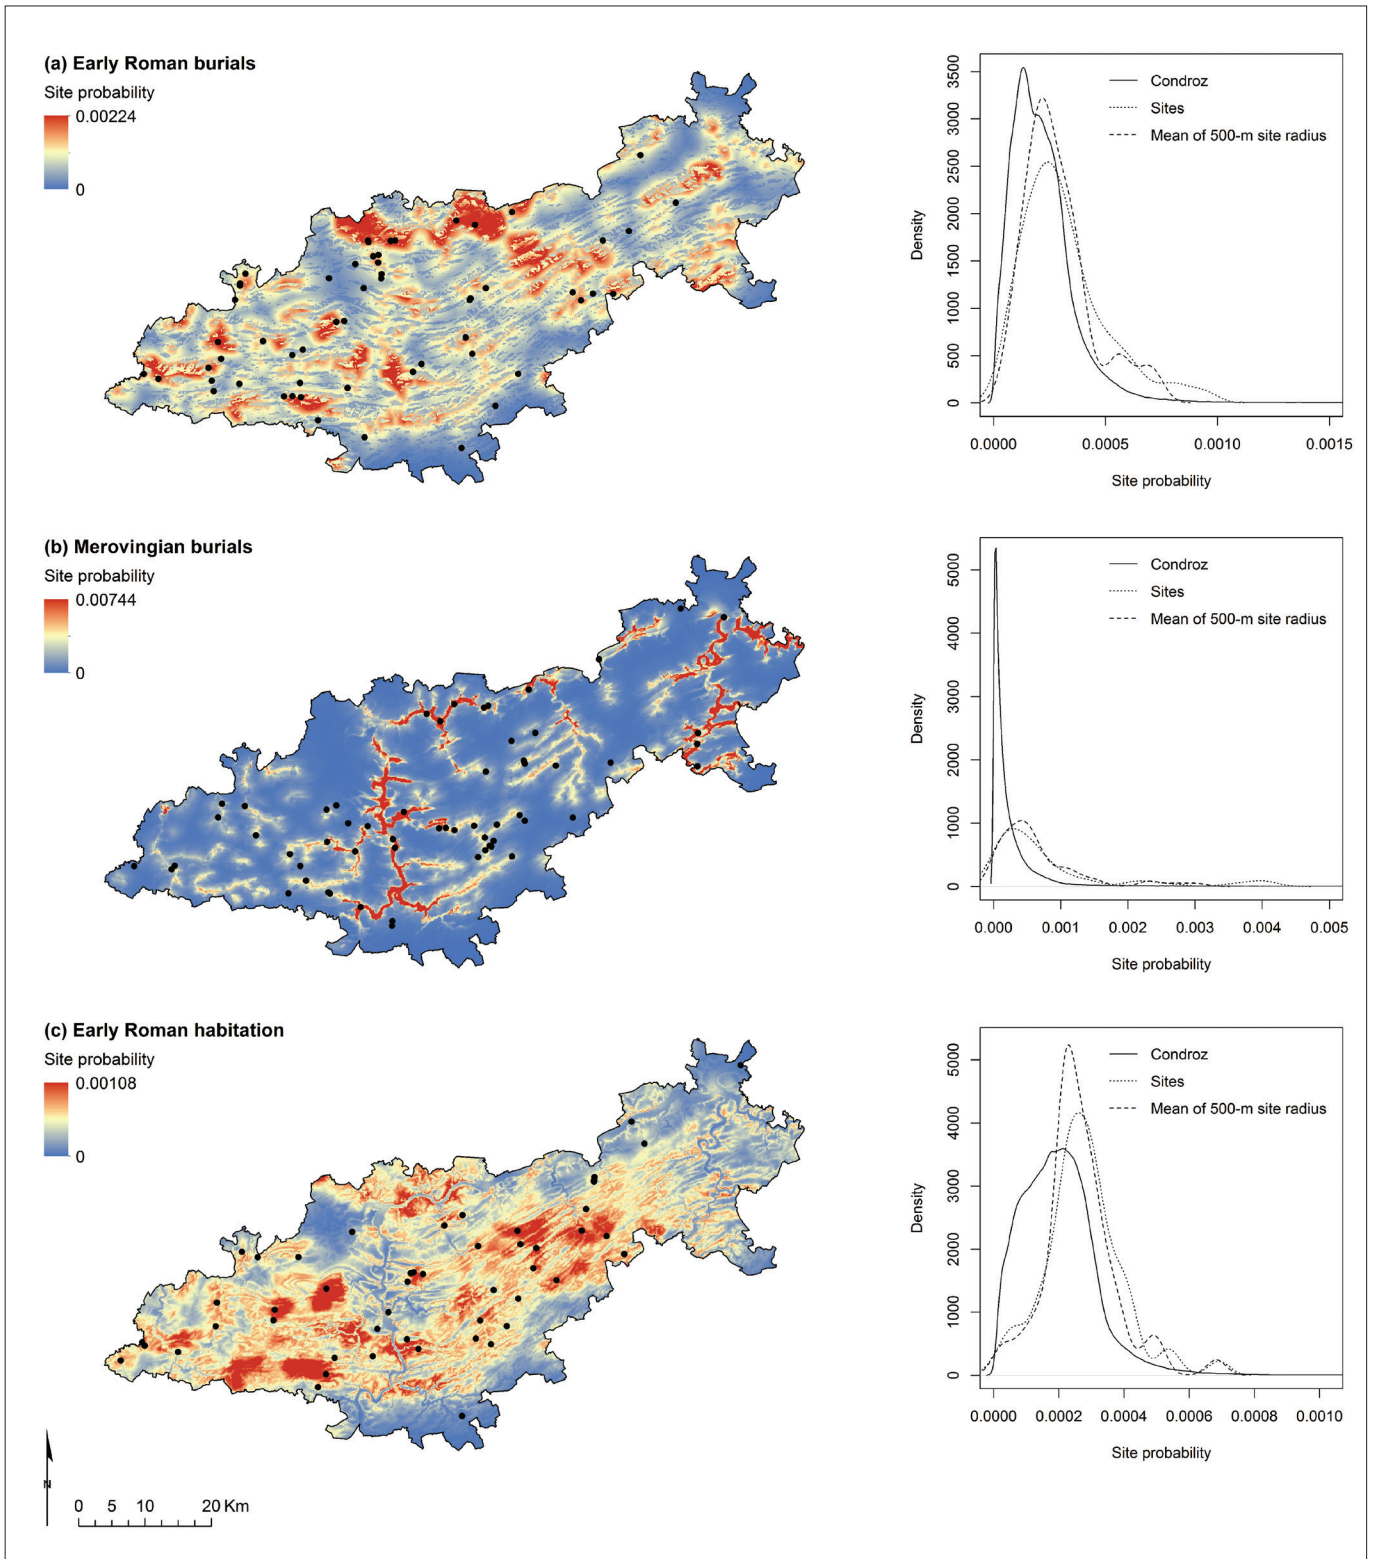 (a) Early Roman burials
Site probability
0.00224
0
3500
3000
2500
2000
1500
1000
500
0
Density
Condroz
Sites
Mean of 500-m site radius
0.0000 0.0005 0.0010 0.0015
Site probability
(b) Merovingian burials
Site probability
0.00744
0
5000
4000
3000
2000
1000
0
Density
Condroz
Sites
Mean of 500-m site radius
0.000 0.001 0.002 0.003 0.004 0.005
Site probability
(c) Early Roman habitation
Site probability
0.00108
0
5000
4000
3000
2000
1000
0
Density
Condroz
Sites
Mean of 500-m site radius
0.0000 0.0002 0.0004 0.0006 0.0008 0.0010
Site probability
N
0 5 10 20 Km